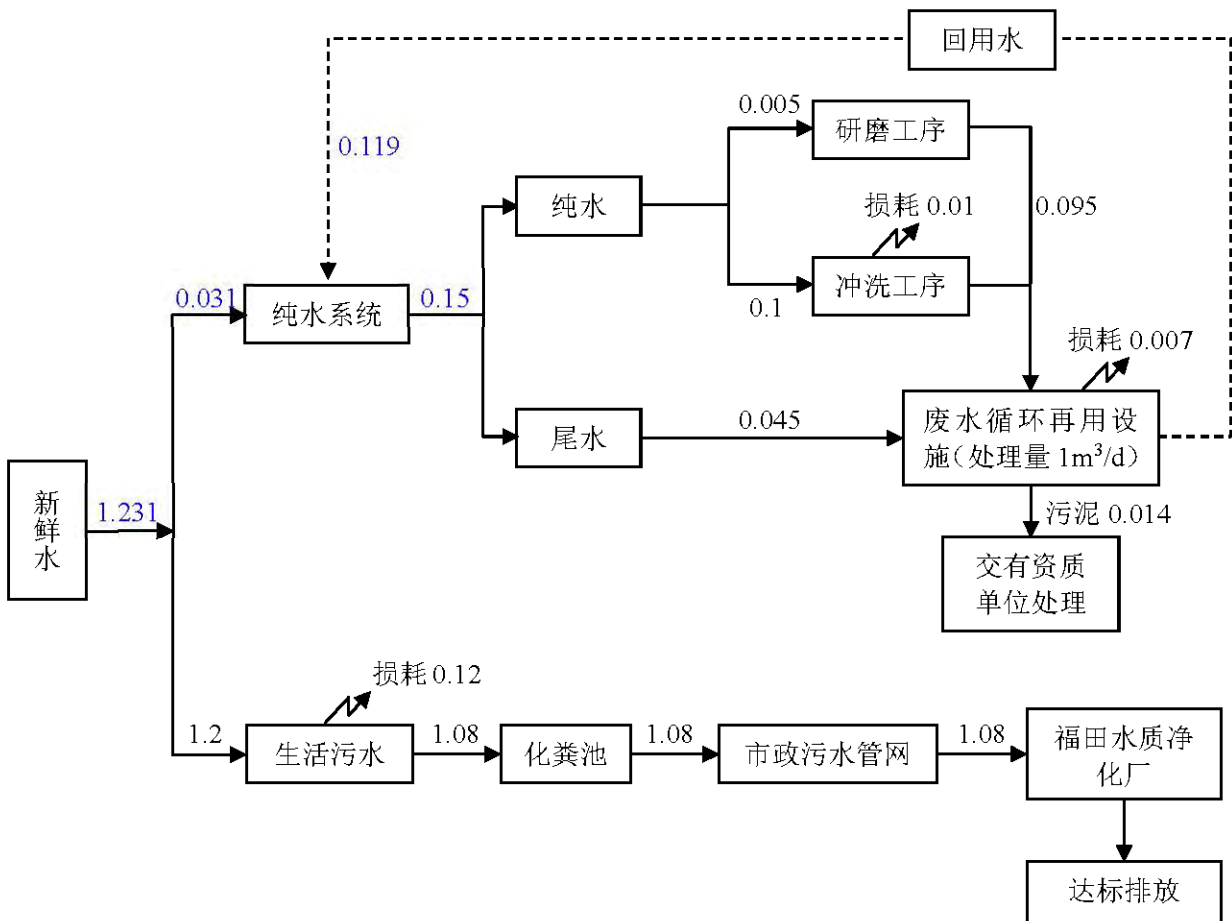 回用水
0.005
研磨工序
0.119
纯水
损耗 0.01
0.095
0.031
纯水系统
0.15
0.1
冲洗工序
损耗 0.007
尾水
0.045
废水循环再用设
施（处理量 1m³/d）
新
鲜
水
1.231
污泥 0.014
交有资质
单位处理
损耗 0.12
1.2
生活污水
1.08
化粪池
1.08
市政污水管网
1.08
福田水质净
化厂
达标排放